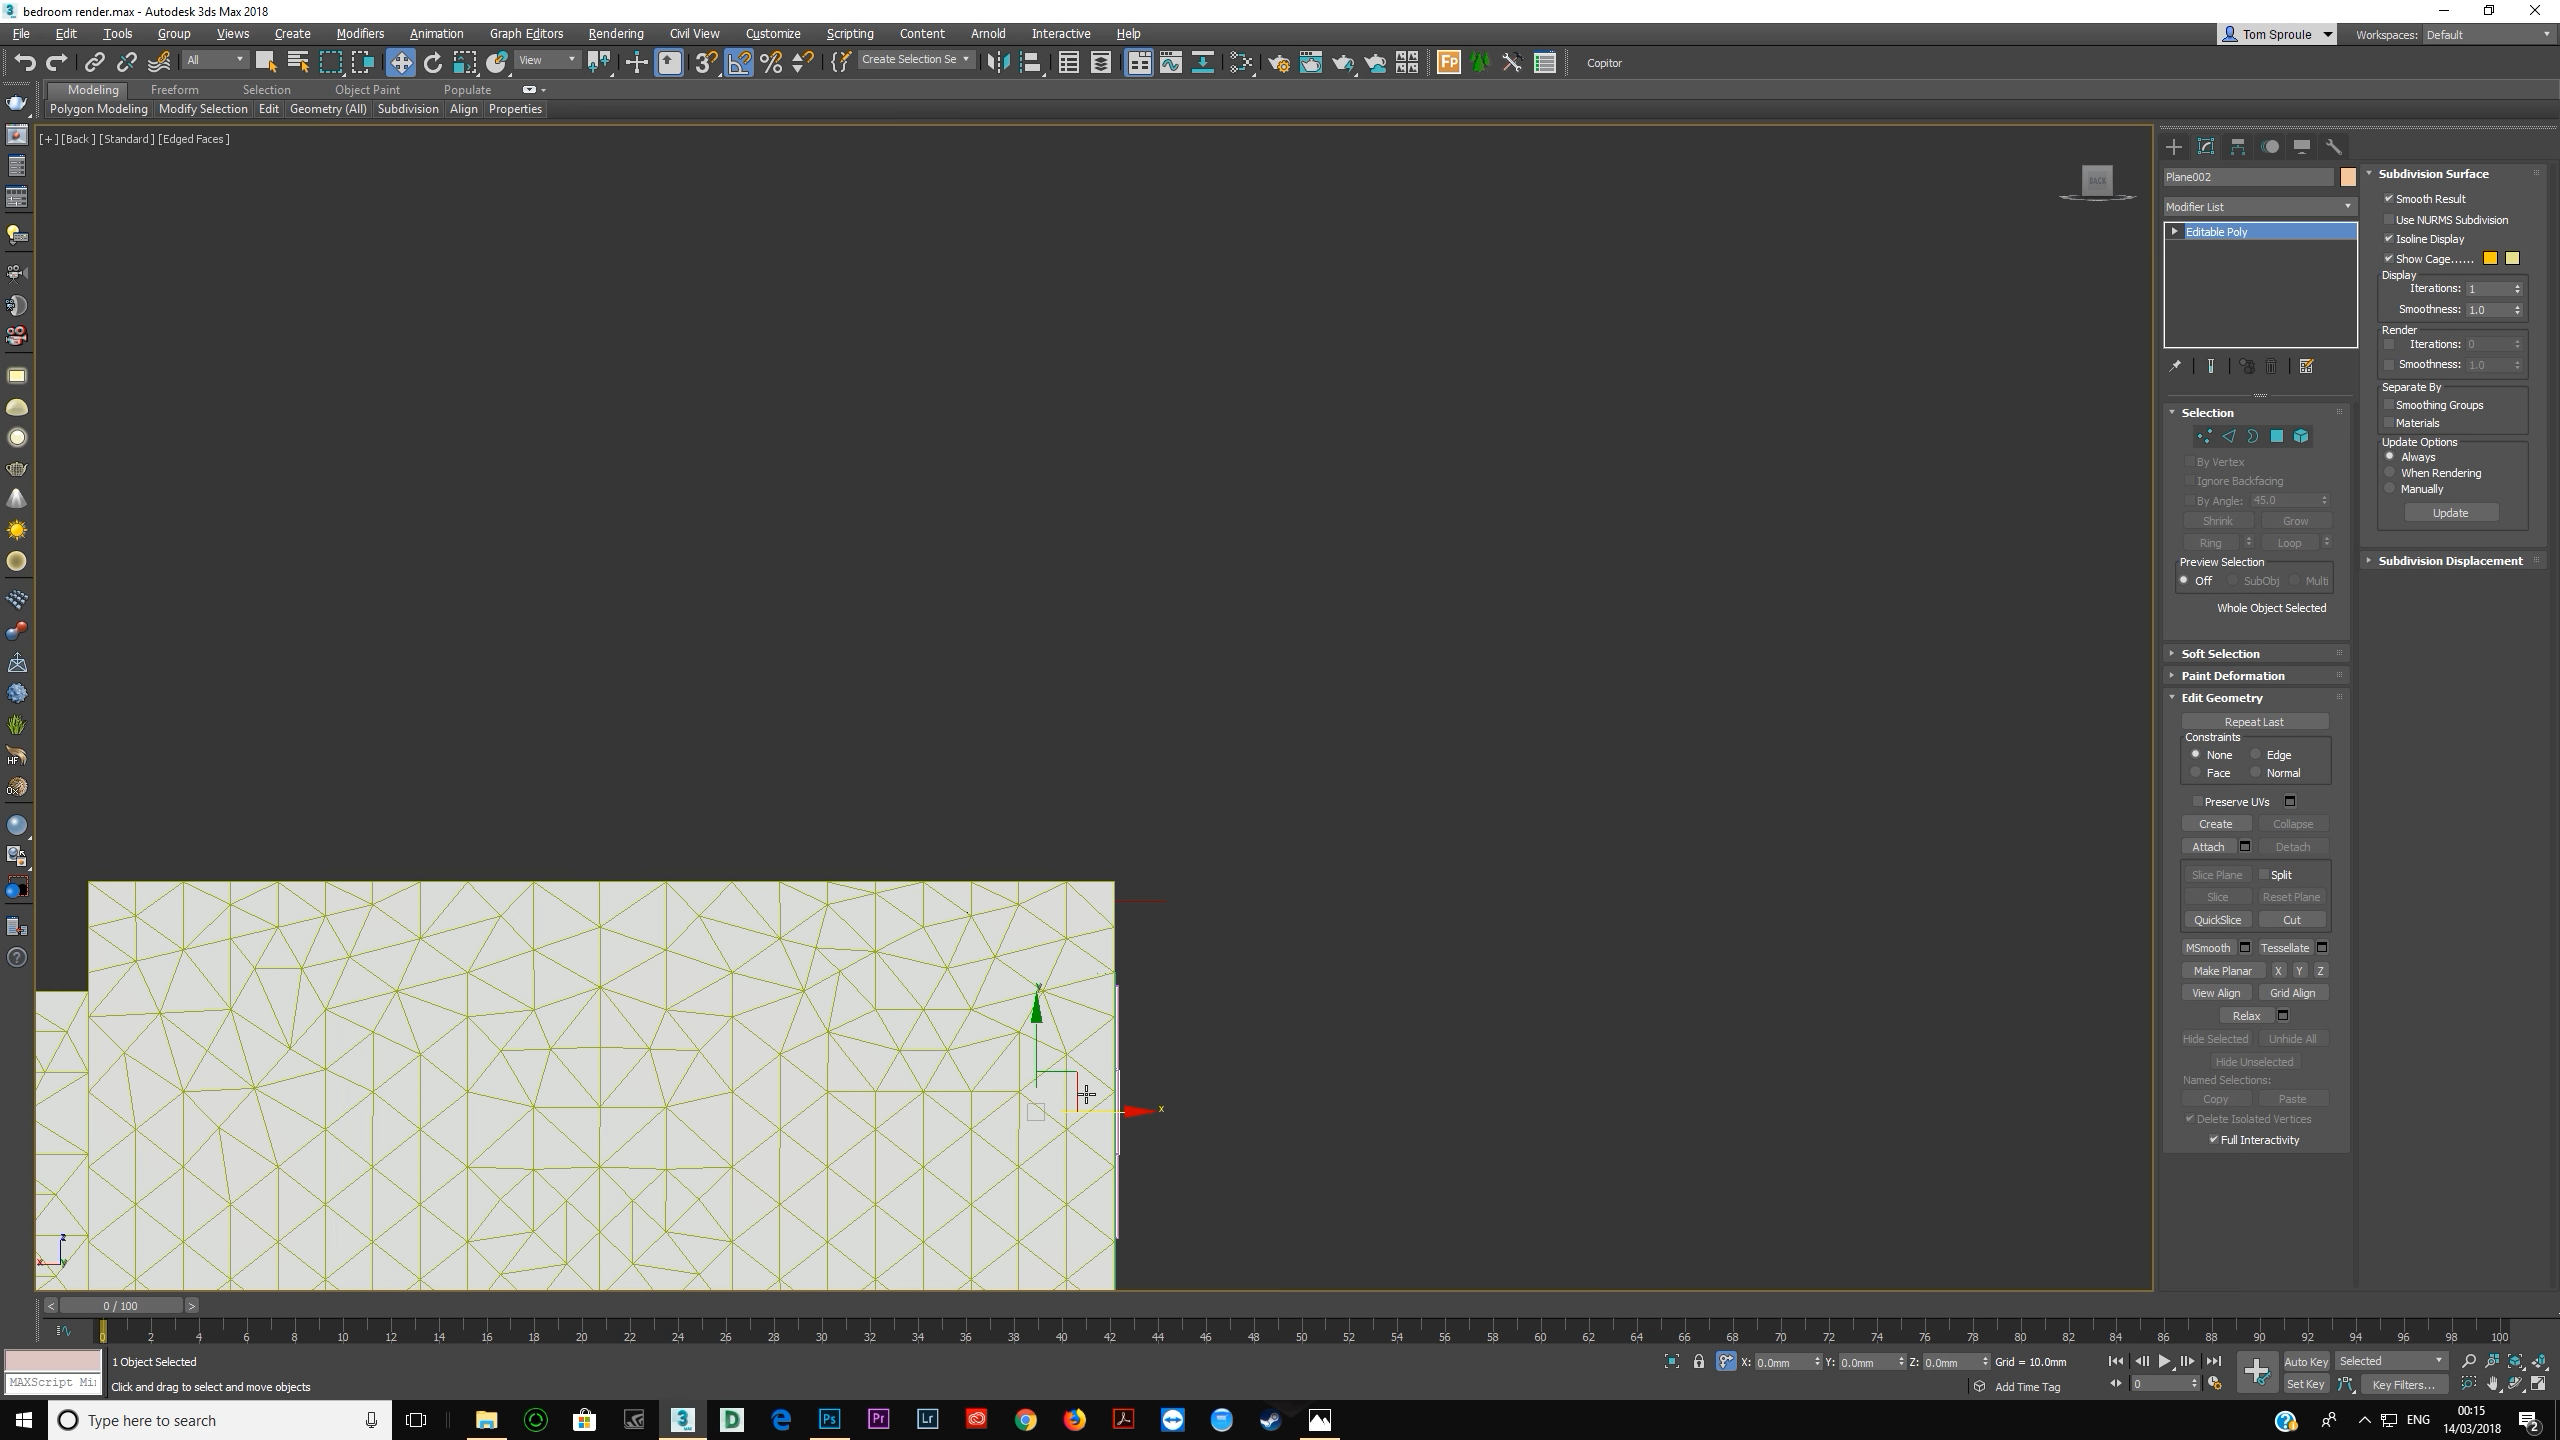 bedroom render.max - Autodesk 3ds Max 2018
File Edit Tools Group Views Create Modifiers Animation Graph Editors Rendering Civil View Customize Scripting Content Arnold Interactive Help
Tom Sproule Workspaces: Default
All View Create Selection Se Copitor
Modeling Freeform Selection Object Paint Populate
Polygon Modeling Modify Selection Edit Geometry (All) Subdivision Align Properties
[+] [Back] [Standard] [Edged Faces]
BACK
Plane002
Modifier List
Editable Poly
Selection
By Vertex
Ignore Backfacing
By Angle: 45.0
Shrink Grow
Ring Loop
Preview Selection
Off SubObj Multi
Whole Object Selected
Soft Selection
Paint Deformation
Edit Geometry
Repeat Last
Constraints
None Edge
Face Normal
Preserve UVs
Create Collapse
Attach Detach
Slice Plane Split
Slice Reset Plane
QuickSlice Cut
MSmooth Tessellate
Make Planar X Y Z
View Align Grid Align
Relax
Hide Selected Unhide All
Hide Unselected
Named Selections:
Copy Paste
Delete Isolated Vertices
Full Interactivity
Subdivision Surface
Smooth Result
Use NURMS Subdivision
Isoline Display
Show Cage......
Display
Iterations: 1
Smoothness: 1.0
Render
Iterations: 0
Smoothness: 1.0
Separate By
Smoothing Groups
Materials
Update Options
Always
When Rendering
Manually
Update
Subdivision Displacement
y
x
z
x y
< 0 / 100 >
0 2 4 6 8 10 12 14 16 18 20 22 24 26 28 30 32 34 36 38 40 42 44 46 48 50 52 54 56 58 60 62 64 66 68 70 72 74 76 78 80 82 84 86 88 90 92 94 96 98 100
1 Object Selected X: 0.0mm Y: 0.0mm Z: 0.0mm Grid = 10.0mm Auto Key Selected
MAXScript Mi Click and drag to select and move objects Add Time Tag 0 Set Key Key Filters...
Type here to search
3 MAX D Ps Pr Lr
ENG
00:15
14/03/2018
2